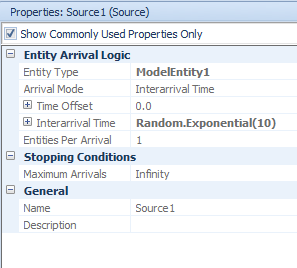 Properties: Source1 (Source)
Show Commonly Used Properties Only
Entity Arrival Logic
Entity Type ModelEntity1
Arrival Mode Interarrival Time
Time Offset 0.0
Interarrival Time Random.Exponential(10)
Entities Per Arrival 1
Stopping Conditions
Maximum Arrivals Infinity
General
Name Source1
Description